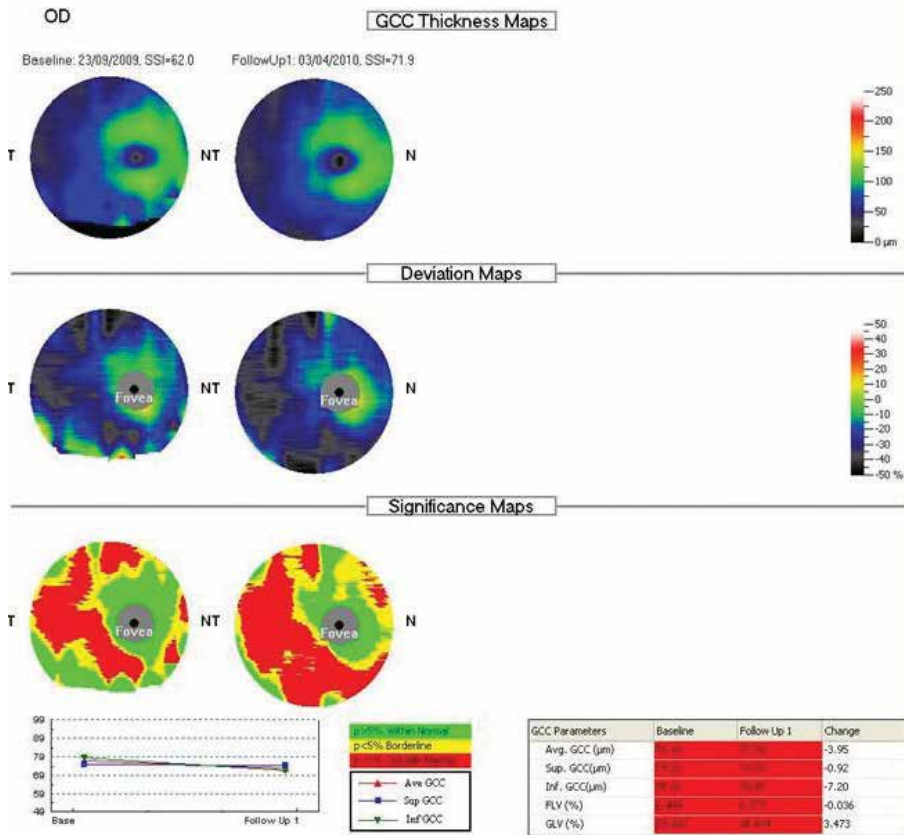 OD
GCC Thickness Maps
Baseline: 23/09/2009, SSI=62.0 FollowUp1: 03/04/2010, SSI=71.9
T NT N
250
200
150
100
50
0 µm
Deviation Maps
T NT N
Fovea Fovea
50
40
30
20
10
0
-10
-20
-30
-40
-50 %
Significance Maps
T NT N
Fovea Fovea
99
89
79
69
59
49
Base Follow Up 1
p>5% Within Normal
p<5% Borderline
Ave GCC
Sup GCC
Inf GCC
GCC Parameters Baseline Follow Up 1 Change
Avg. GCC (µm) -3.95
Sup. GCC(µm) -0.92
Inf. GCC(µm) -7.20
FLV (%) -0.036
GLV (%) 3.473